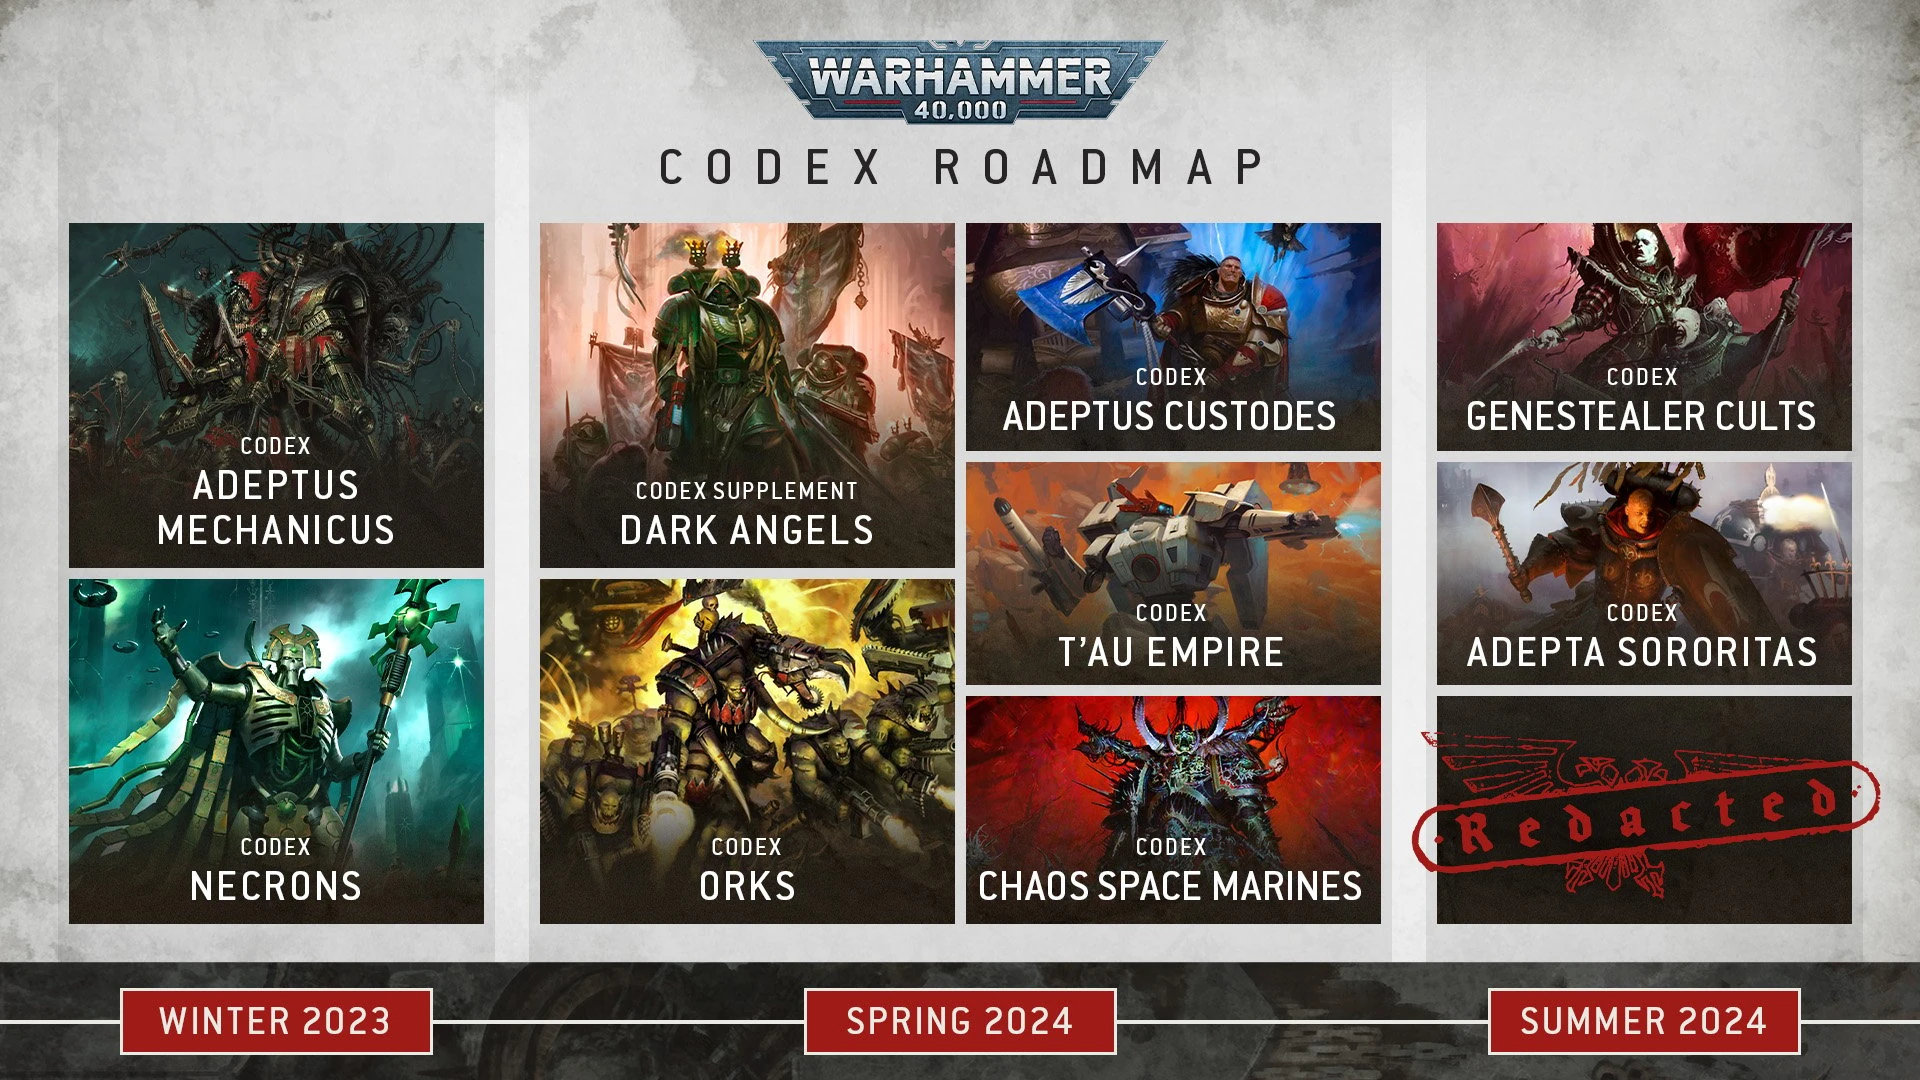 WARHAMMER
40,000
CODEX ROADMAP
CODEX
ADEPTUS
MECHANICUS
CODEX
NECRONS
WINTER 2023
CODEX SUPPLEMENT
DARK ANGELS
CODEX
ORKS
CODEX
ADEPTUS CUSTODES
CODEX
T'AU EMPIRE
CODEX
CHAOS SPACE MARINES
SPRING 2024
CODEX
GENESTEALER CULTS
CODEX
ADEPTA SORORITAS
Redacted
SUMMER 2024